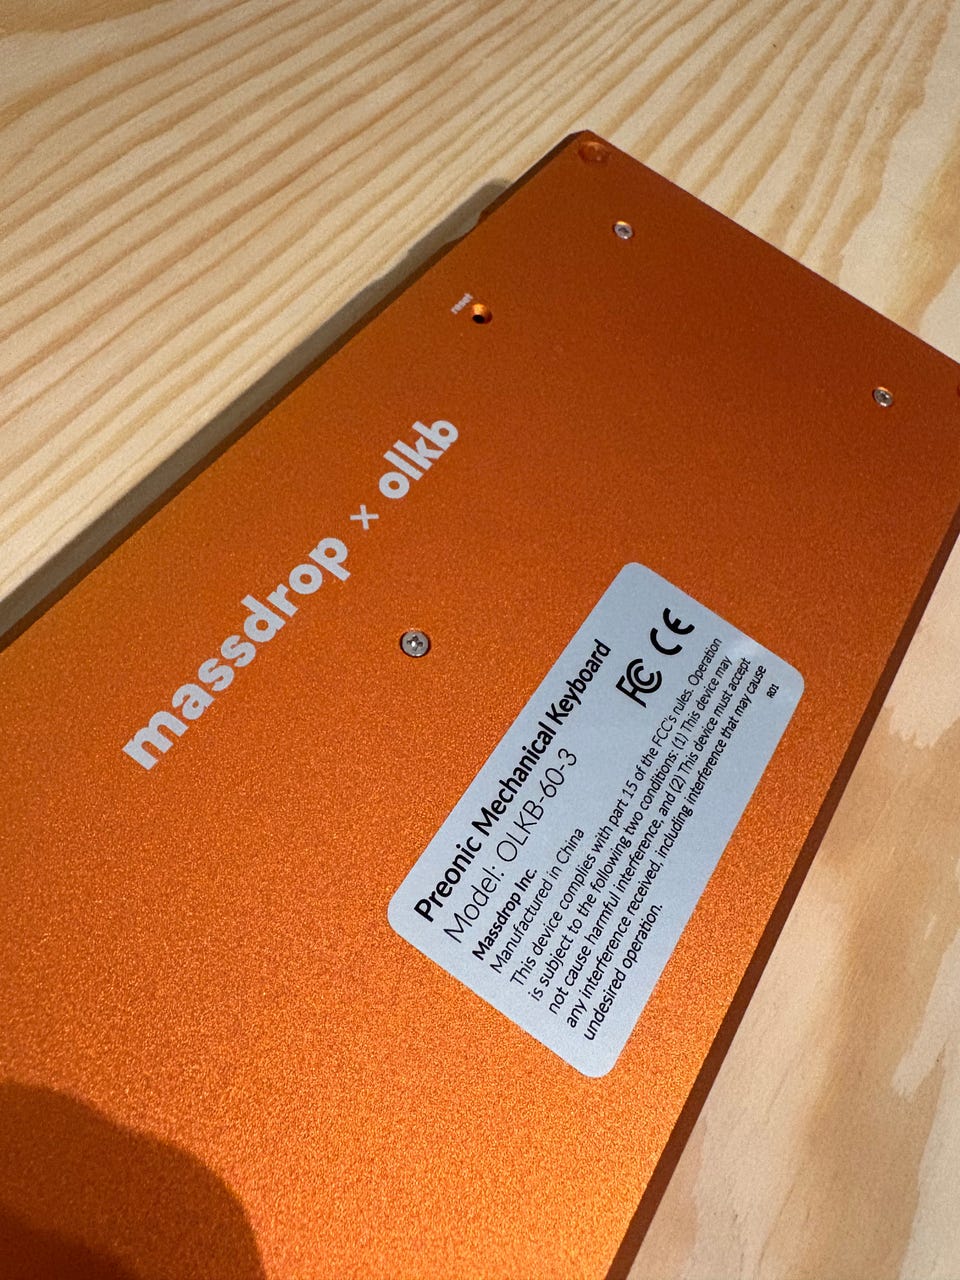 reset
massdrop x olkb
Preonic Mechanical Keyboard
Model: OLKB-60-3
Massdrop Inc.
Manufactured in China
FC CE
This device complies with part 15 of the FCC's rules. Operation
is subject to the following two conditions: (1) This device may
not cause harmful interference, and (2) This device must accept
any interference received, including interference that may cause
undesired operation.
R01